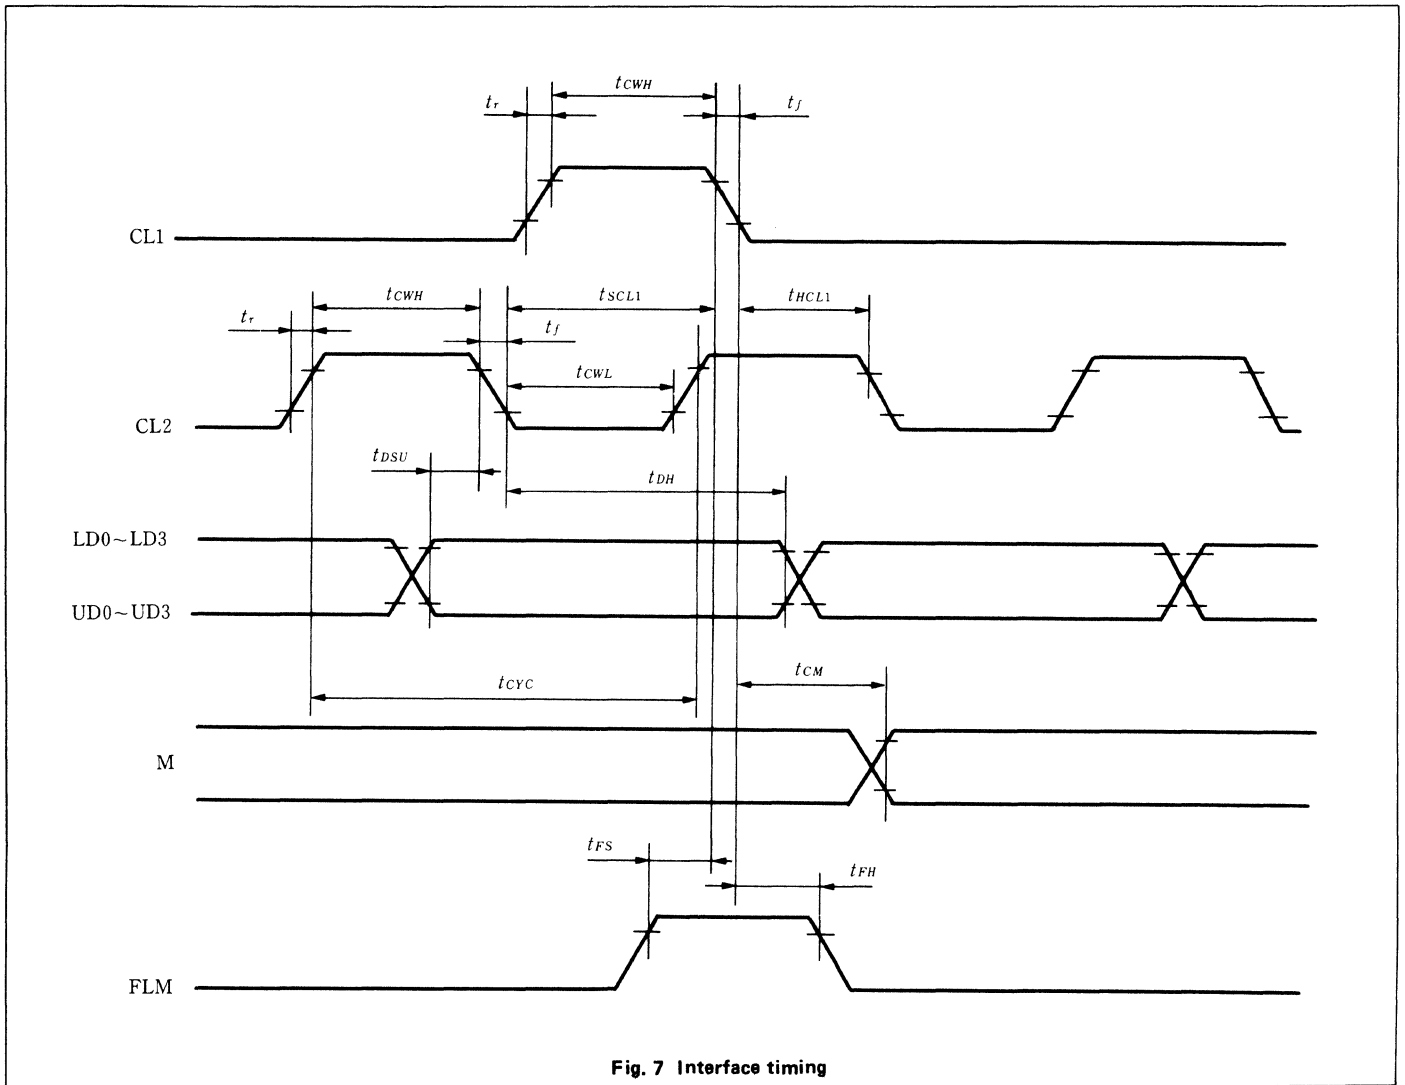 tCWH
tr
tf
CL1
tCWH
tSCL1
tHCL1
tr
tf
tCWL
CL2
tDSU
tDH
LD0~LD3
UD0~UD3
tCM
tCYC
M
tFS
tFH
FLM
Fig. 7 Interface timing